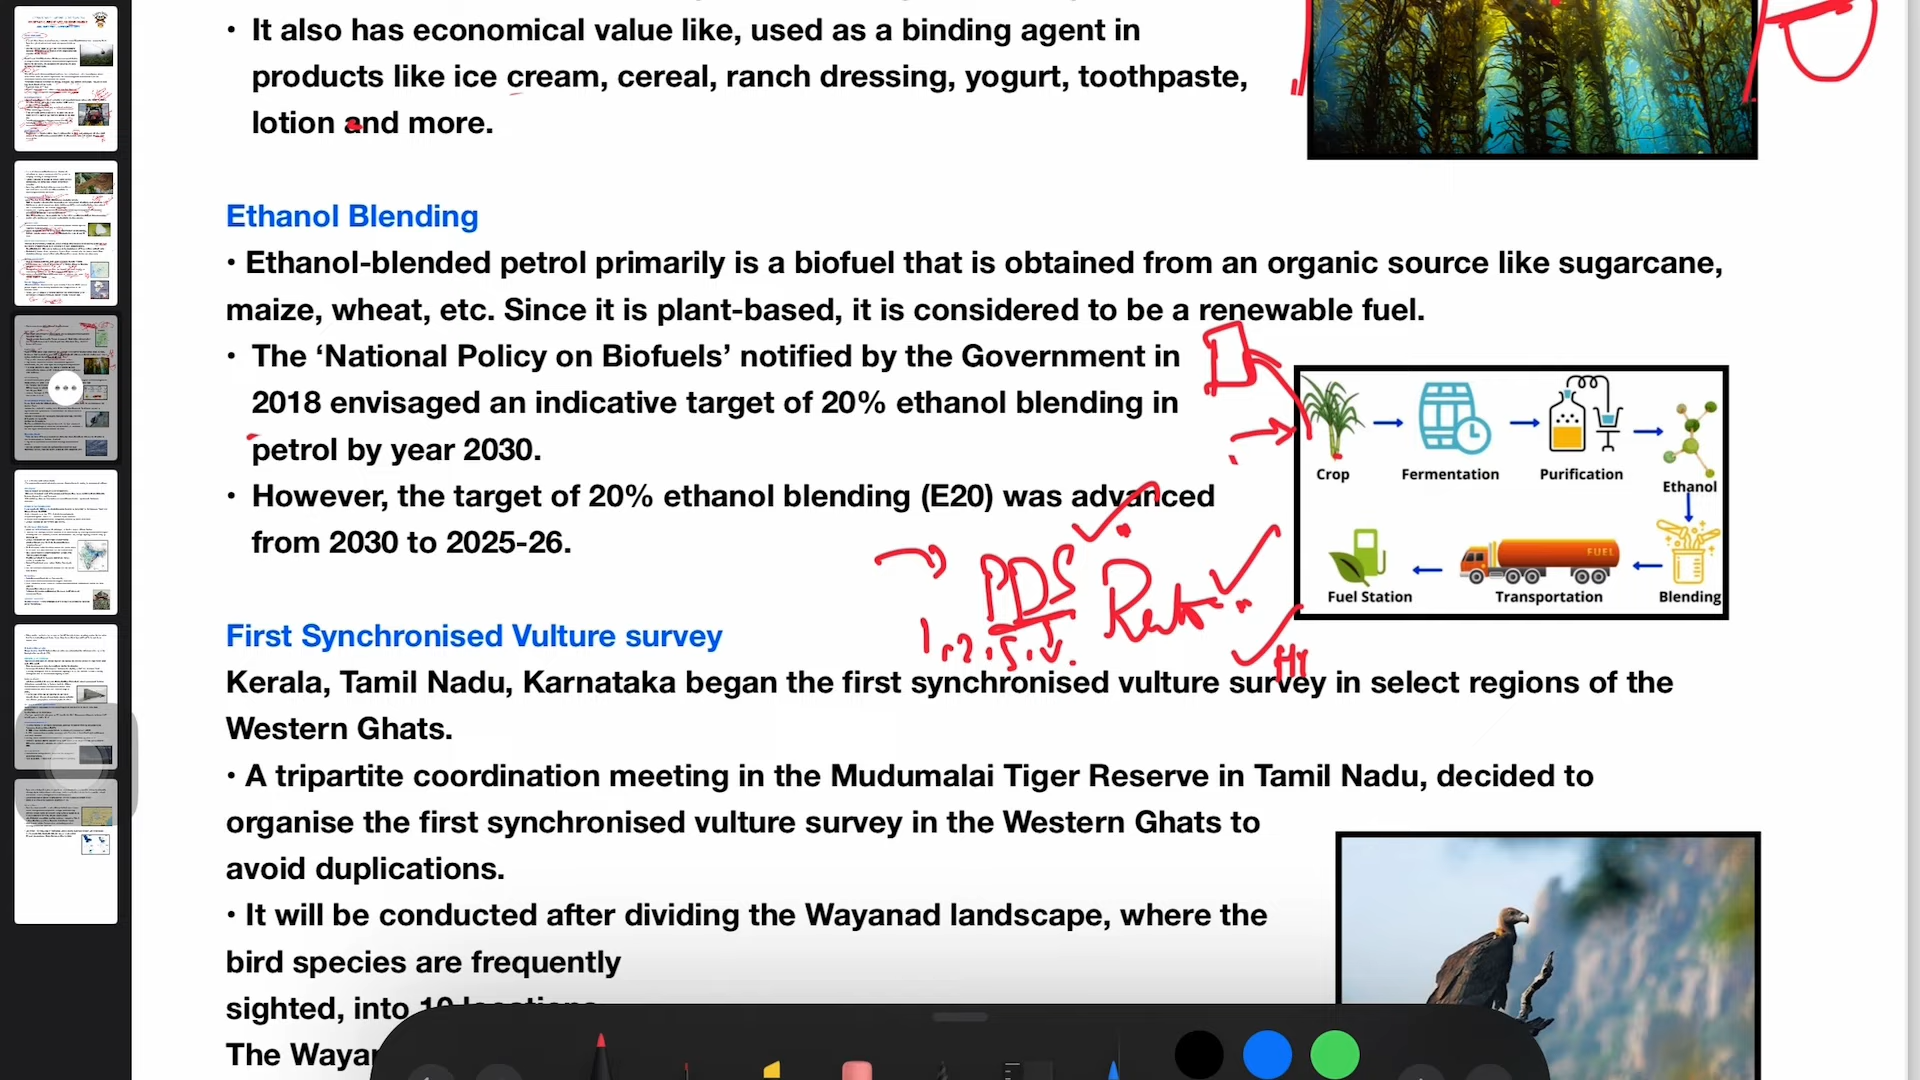 • It also has economical value like, used as a binding agent in
products like ice cream, cereal, ranch dressing, yogurt, toothpaste,
lotion and more.
Ethanol Blending
• Ethanol-blended petrol primarily is a biofuel that is obtained from an organic source like sugarcane,
maize, wheat, etc. Since it is plant-based, it is considered to be a renewable fuel.
• The ‘National Policy on Biofuels’ notified by the Government in
2018 envisaged an indicative target of 20% ethanol blending in
petrol by year 2030.
• However, the target of 20% ethanol blending (E20) was advanced
from 2030 to 2025-26.
Crop
Fermentation
Purification
Ethanol
FUEL
Fuel Station
Transportation
Blending
PDS
First Synchronised Vulture survey
Kerala, Tamil Nadu, Karnataka began the first synchronised vulture survey in select regions of the
Western Ghats.
• A tripartite coordination meeting in the Mudumalai Tiger Reserve in Tamil Nadu, decided to
organise the first synchronised vulture survey in the Western Ghats to
avoid duplications.
• It will be conducted after dividing the Wayanad landscape, where the
bird species are frequently
sighted, into 10 locations
The